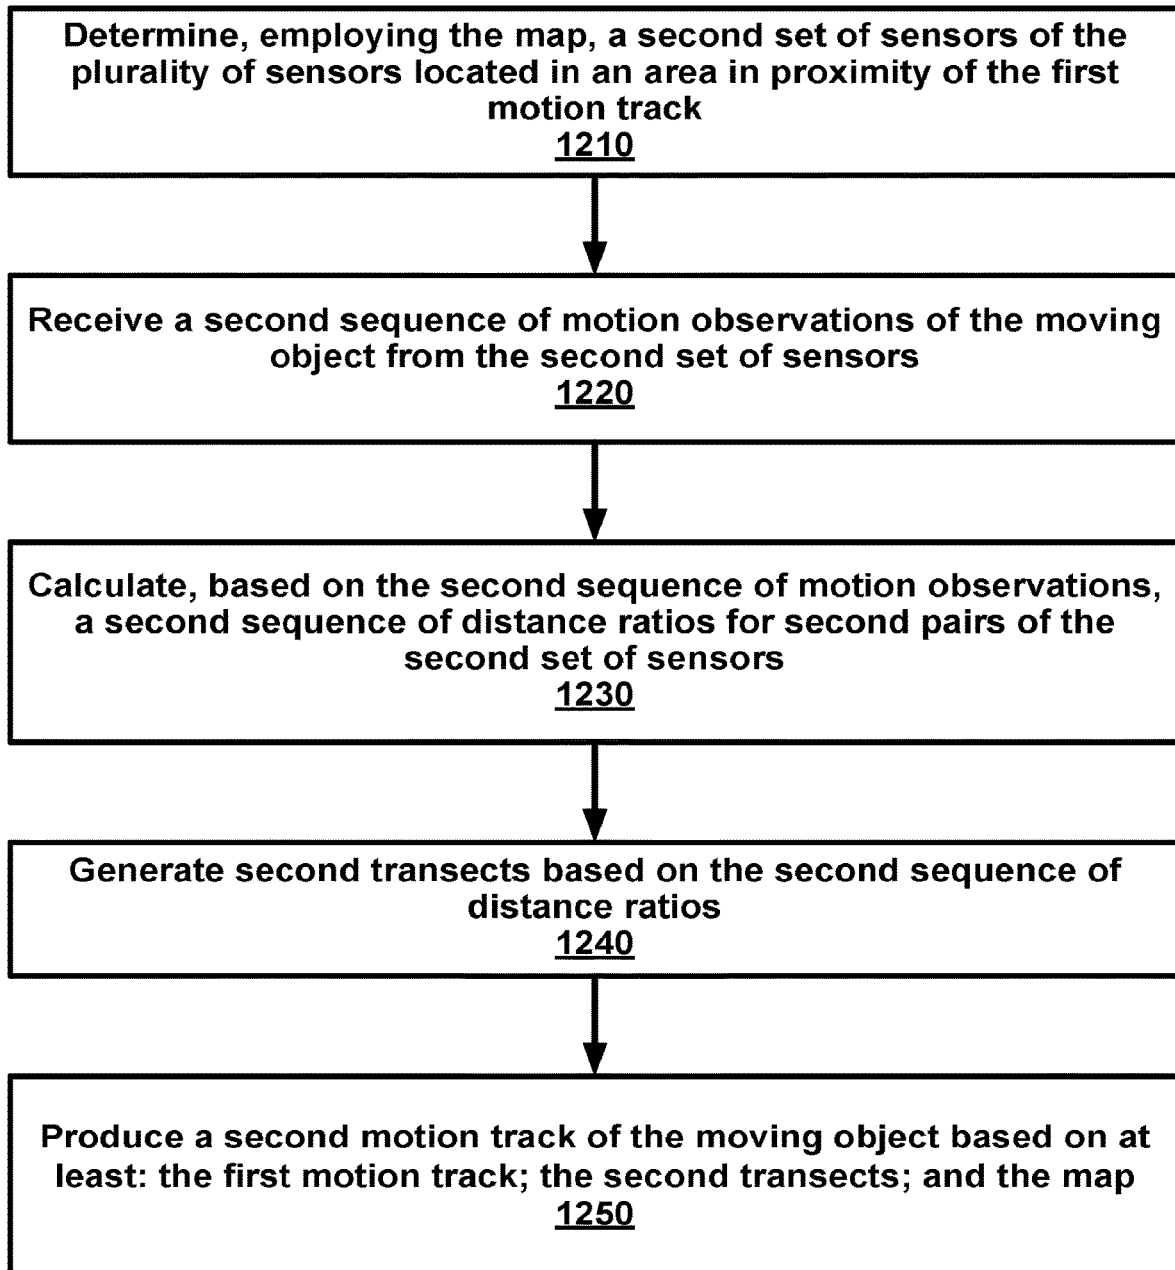 Determine, employing the map, a second set of sensors of the
plurality of sensors located in an area in proximity of the first
motion track
1210
Receive a second sequence of motion observations of the moving
object from the second set of sensors
1220
Calculate, based on the second sequence of motion observations,
a second sequence of distance ratios for second pairs of the
second set of sensors
1230
Generate second transects based on the second sequence of
distance ratios
1240
Produce a second motion track of the moving object based on at
least: the first motion track; the second transects; and the map
1250